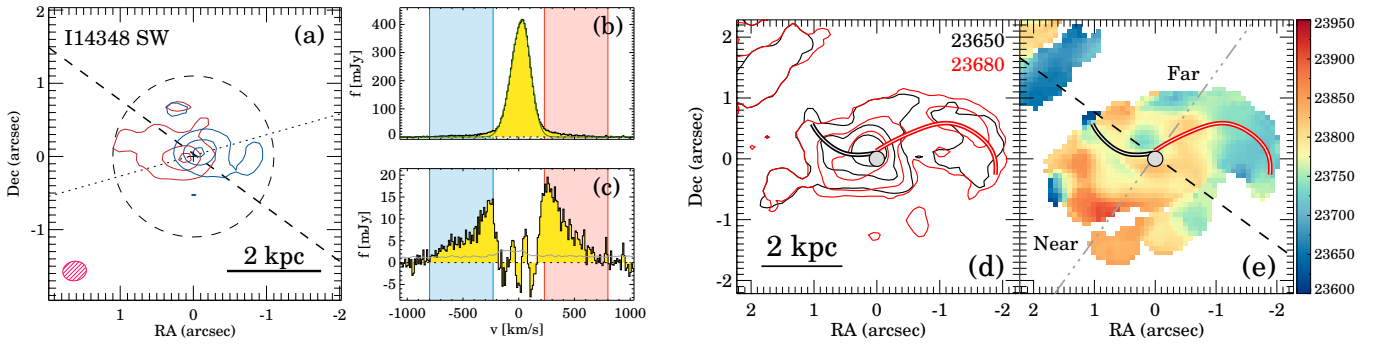 I14348 SW
(a)
2
1
0
-1
Dec (arcsec)
2 kpc
1
0
-1
-2
RA (arcsec)
(b)
400
300
200
100
0
f [mJy]
(c)
20
15
10
5
0
-5
f [mJy]
-1000
-500
0
500
1000
v [km/s]
23650
23680
2
1
0
-1
-2
Dec (arcsec)
2 kpc
(d)
2
1
0
-1
RA (arcsec)
Far
Near
(e)
2
1
0
-1
-2
RA (arcsec)
23950
23900
23850
23800
23750
23700
23650
23600